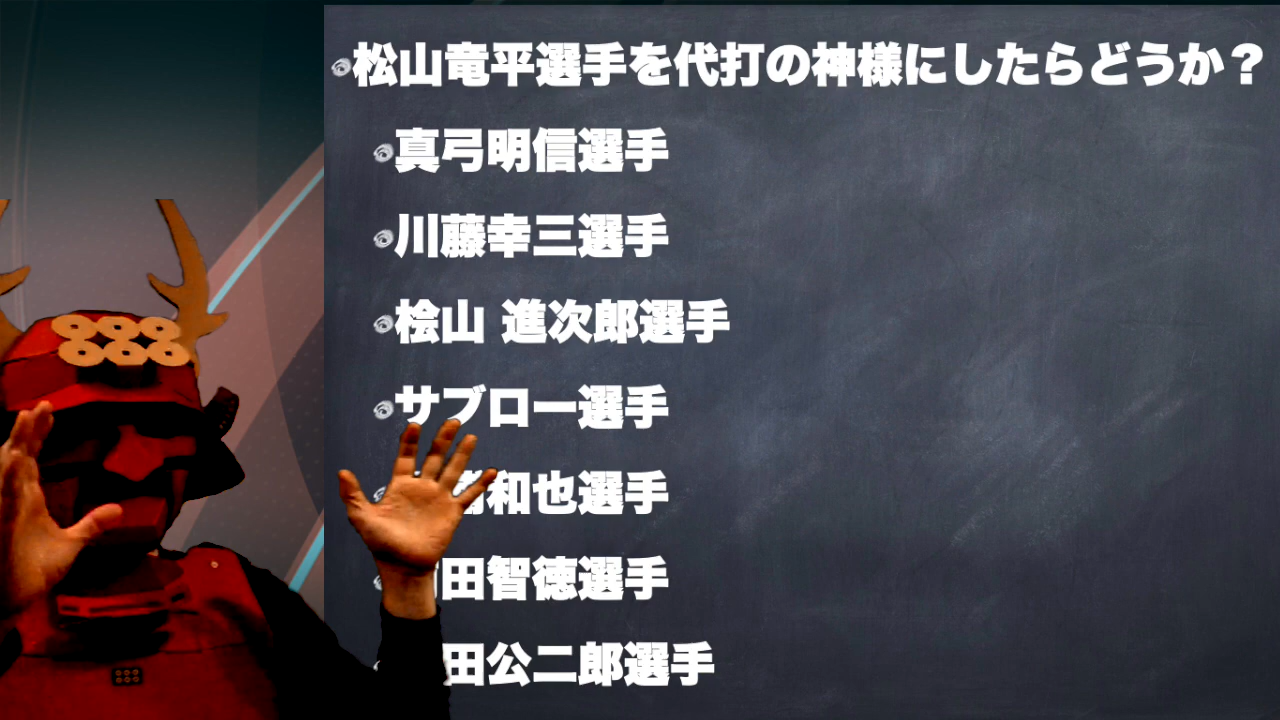 松山竜平選手を代打の神様にしたらどうか？
真弓明信選手
川藤幸三選手
桧山 進次郎選手
サブロー選手
和也選手
田智徳選手
田公二郎選手